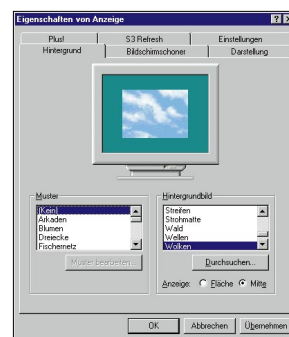 Eigenschaften von Anzeige
Plus!
S3 Refresh
Einstellungen
Hintergrund
Bildschirmschoner
Darstellung
Muster
(Kein)
Arkaden
Blumen
Dreiecke
Fischernetz
Muster bearbeiten...
Hintergrundbild
Streifen
Strohmatte
Wald
Wellen
Wolken
Durchsuchen...
Anzeige: Fläche Mitte
OK
Abbrechen
Übernehmen